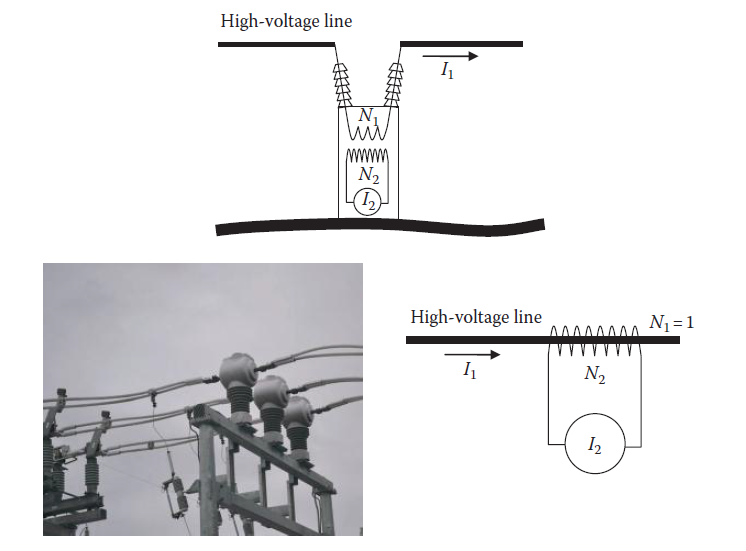 High-voltage line
I₁
N₁
N₂
I₂
High-voltage line
N₁ = 1
I₁
N₂
I₂